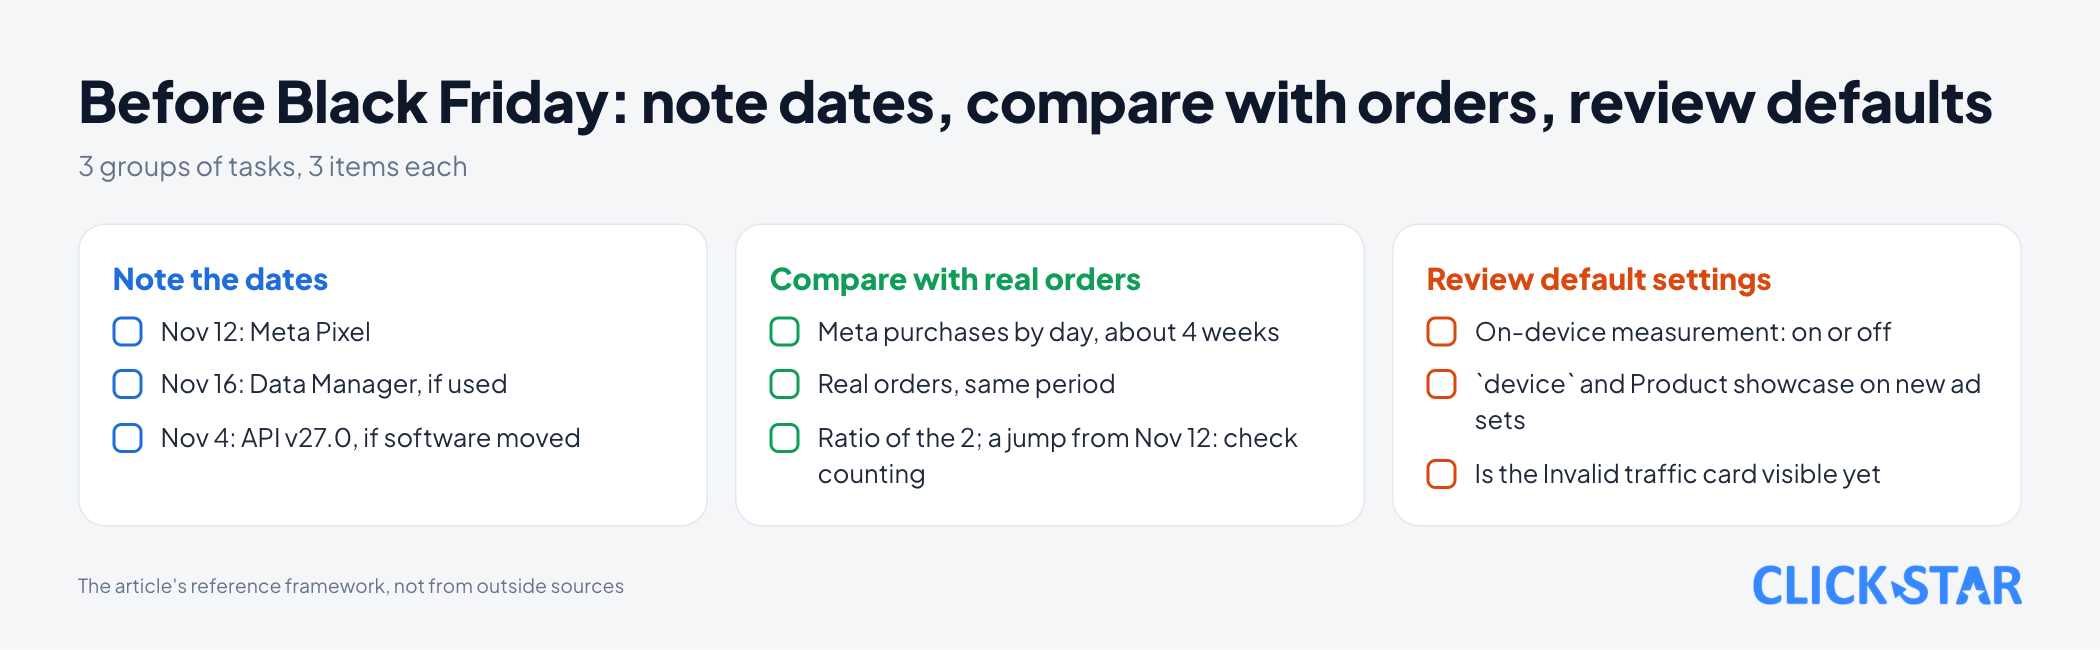 Before Black Friday: note dates, compare with orders, review defaults
3 groups of tasks, 3 items each
Note the dates
Nov 12: Meta Pixel
Nov 16: Data Manager, if used
Nov 4: API v27.0, if software moved
Compare with real orders
Meta purchases by day, about 4 weeks
Real orders, same period
Ratio of the 2; a jump from Nov 12: check
counting
Review default settings
On-device measurement: on or off
`device` and Product showcase on new ad
sets
Is the Invalid traffic card visible yet
The article's reference framework, not from outside sources
CLICK STAR